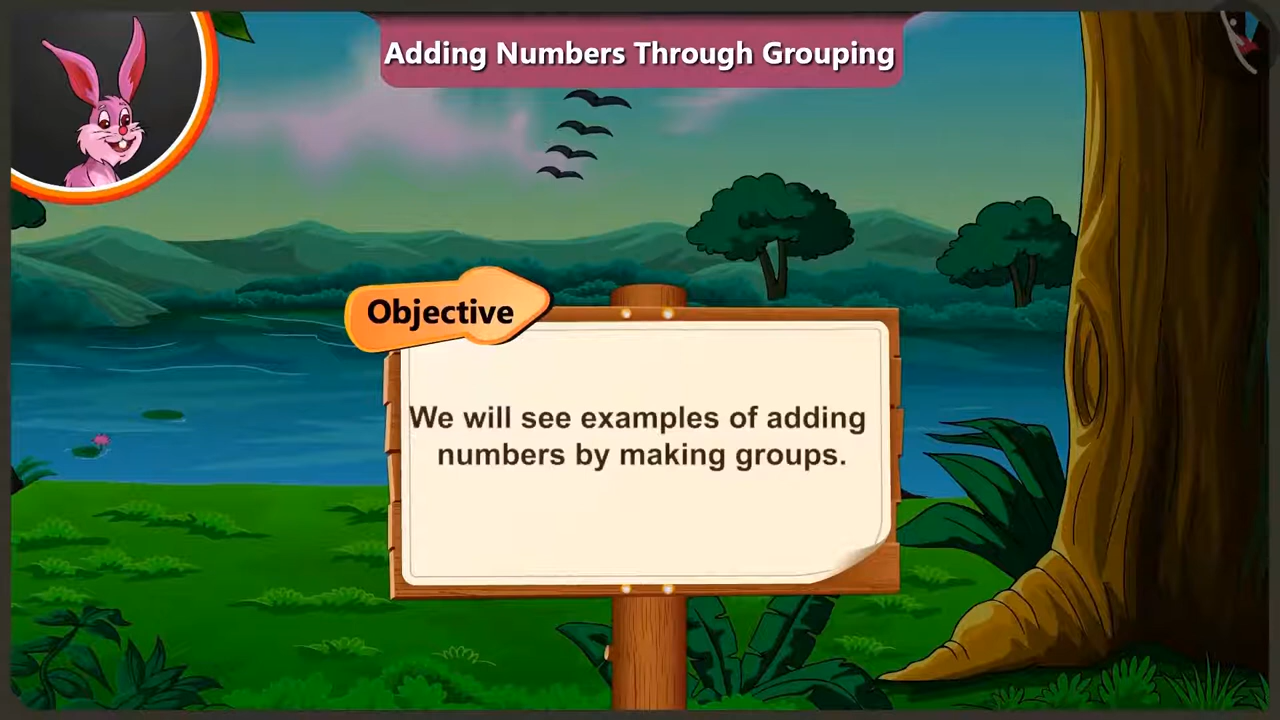 Adding Numbers Through Grouping
Objective
We will see examples of adding
numbers by making groups.